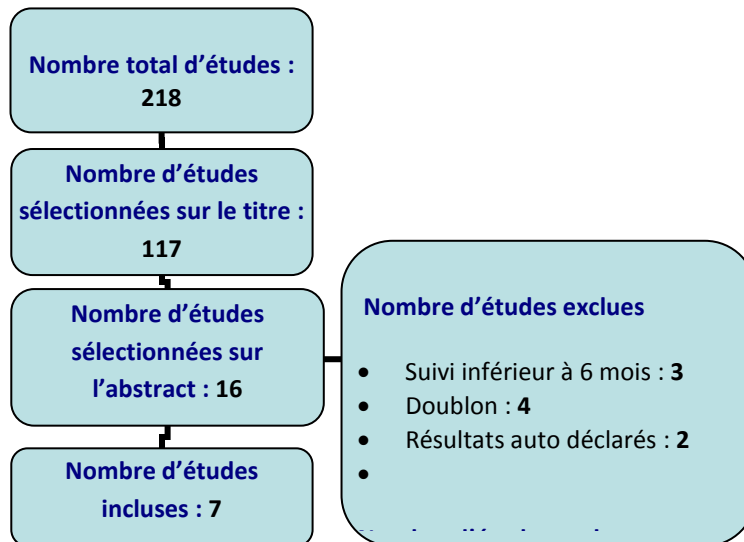 Nombre total d'études :
218
Nombre d'études
sélectionnées sur le titre :
117
Nombre d'études
sélectionnées sur
l'abstract : 16
Nombre d'études
incluses : 7
Nombre d'études exclues
• Suivi inférieur à 6 mois : 3
• Doublon : 4
• Résultats auto déclarés : 2
•